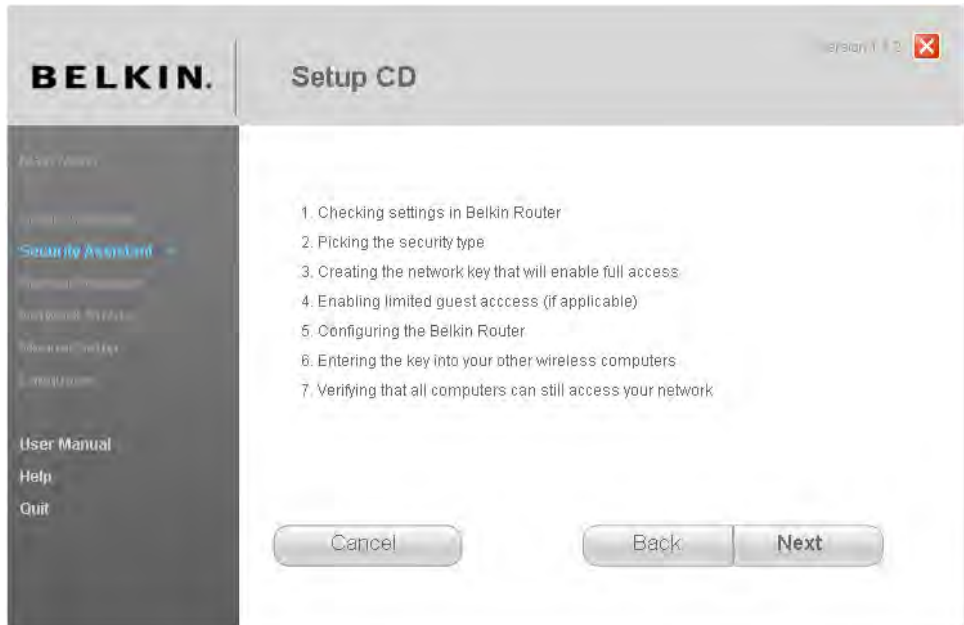 BELKIN.
Setup CD
Security Assistant
User Manual
Help
Quit
1. Checking settings in Belkin Router
2. Picking the security type
3. Creating the network key that will enable full access
4. Enabling limited guest acccess (if applicable)
5. Configuring the Belkin Router
6. Entering the key into your other wireless computers
7. Verifying that all computers can still access your network
Cancel
Back
Next